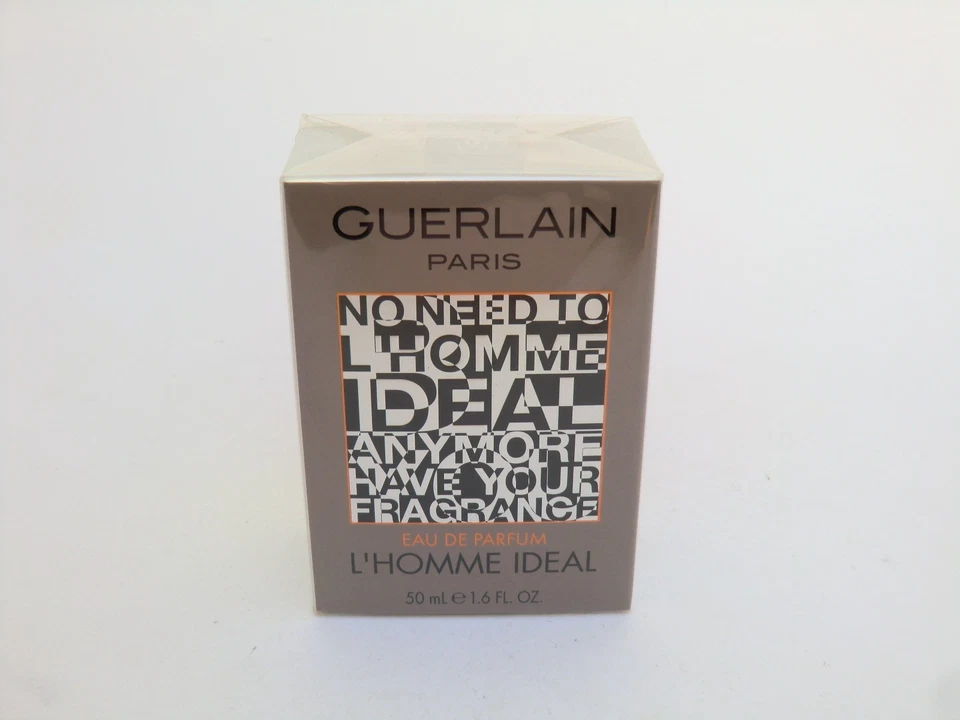 GUERLAIN
PARIS
NO NEED TO
L'HOMME
IDEAL
ANYMORE
HAVE YOUR
FRAGRANCE
EAU DE PARFUM
L'HOMME IDEAL
50 mL e 1.6 FL. OZ.